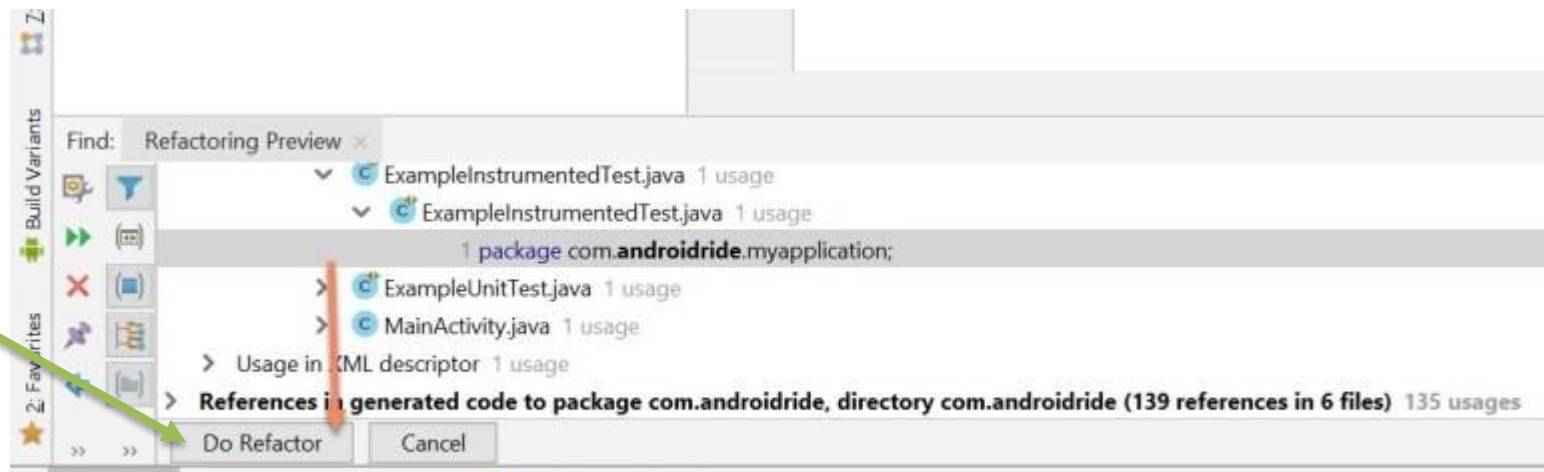 Z:
Build Variants
2: Favorites
Find: Refactoring Preview ×
ExampleInstrumentedTest.java 1 usage
ExampleInstrumentedTest.java 1 usage
1 package com.androidride.myapplication;
ExampleUnitTest.java 1 usage
MainActivity.java 1 usage
Usage in XML descriptor 1 usage
References in generated code to package com.androidride, directory com.androidride (139 references in 6 files) 135 usages
Do Refactor Cancel